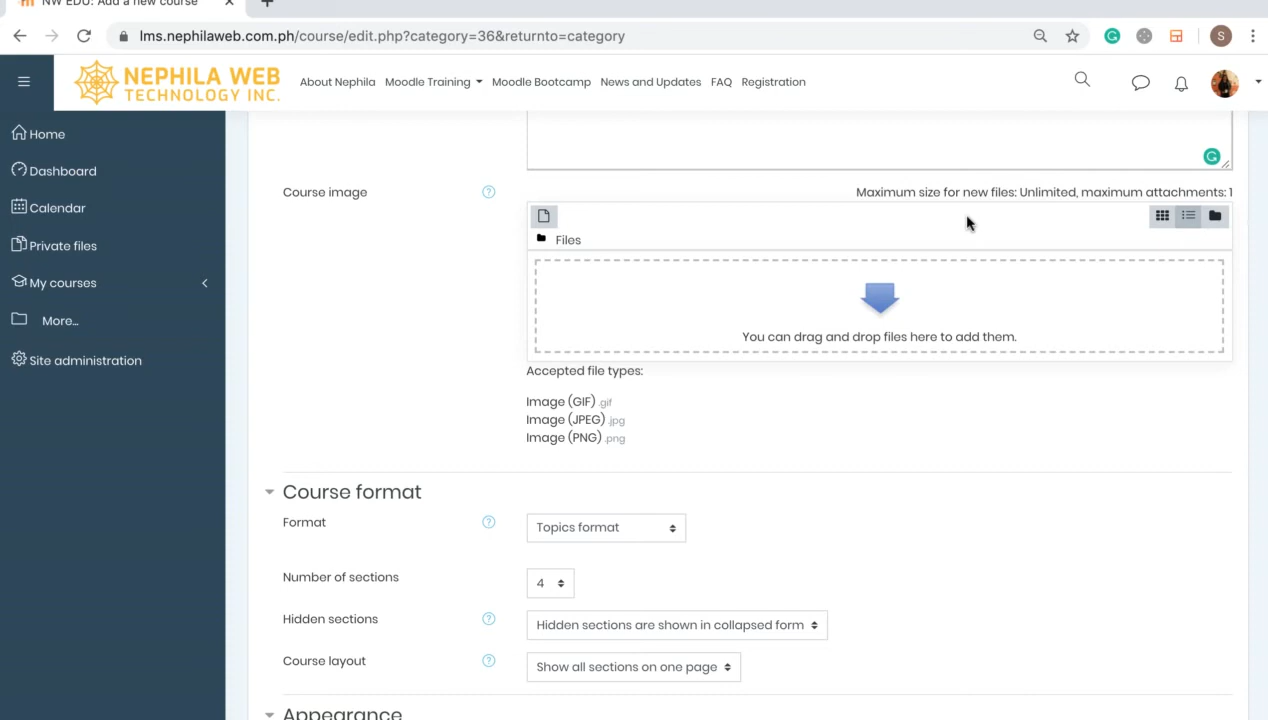 NW EDU: Add a new course
lms.nephilaweb.com.ph/course/edit.php?category=36&returnto=category
S
NEPHILA WEB
TECHNOLOGY INC.
About Nephila Moodle Training Moodle Bootcamp News and Updates FAQ Registration
Home
Dashboard
Calendar
Private files
My courses
More...
Site administration
Course image
Maximum size for new files: Unlimited, maximum attachments: 1
Files
You can drag and drop files here to add them.
Accepted file types:
Image (GIF) .gif
Image (JPEG) .jpg
Image (PNG) .png
Course format
Format
Topics format
Number of sections
4
Hidden sections
Hidden sections are shown in collapsed form
Course layout
Show all sections on one page
Appearance